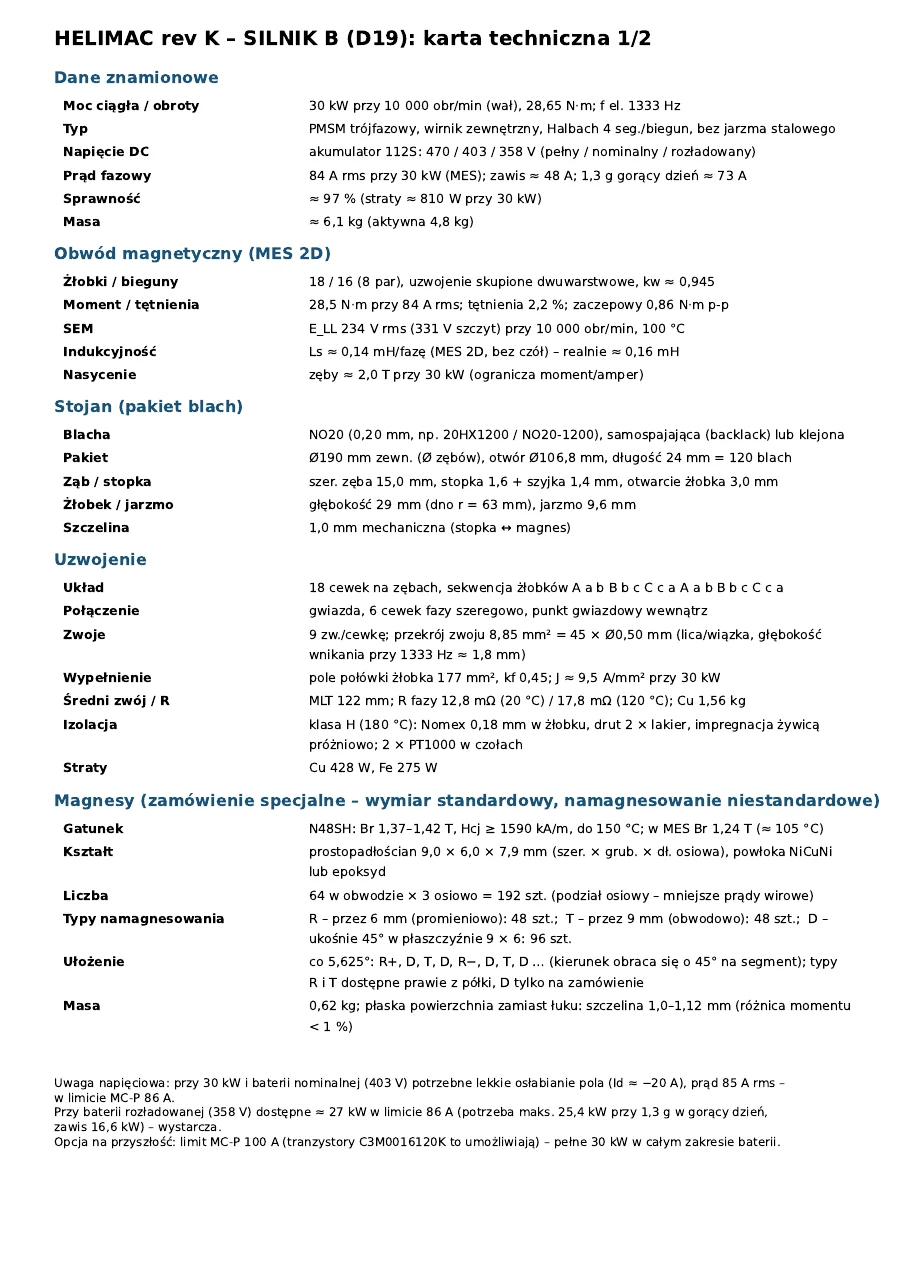 HELIMAC rev K – SILNIK B (D19): karta techniczna 1/2
Dane znamionowe
Moc ciągła / obroty 30 kW przy 10 000 obr/min (wał), 28,65 N·m; f el. 1333 Hz
Typ PMSM trójfazowy, wirnik zewnętrzny, Halbach 4 seg./biegun, bez jarzma stalowego
Napięcie DC akumulator 112S: 470 / 403 / 358 V (pełny / nominalny / rozładowany)
Prąd fazowy 84 A rms przy 30 kW (MES); zawis ≈ 48 A; 1,3 g gorący dzień ≈ 73 A
Sprawność ≈ 97 % (straty ≈ 810 W przy 30 kW)
Masa ≈ 6,1 kg (aktywna 4,8 kg)
Obwód magnetyczny (MES 2D)
Żłobki / bieguny 18 / 16 (8 par), uzwojenie skupione dwuwarstwowe, kw ≈ 0,945
Moment / tętnienia 28,5 N·m przy 84 A rms; tętnienia 2,2 %; zaczepowy 0,86 N·m p-p
SEM E_LL 234 V rms (331 V szczyt) przy 10 000 obr/min, 100 °C
Indukcyjność Ls ≈ 0,14 mH/fazę (MES 2D, bez czół) – realnie ≈ 0,16 mH
Nasycenie zęby ≈ 2,0 T przy 30 kW (ogranicza moment/amper)
Stojan (pakiet blach)
Blacha NO20 (0,20 mm, np. 20HX1200 / NO20-1200), samospajająca (backlack) lub klejona
Pakiet Ø190 mm zewn. (Ø zębów), otwór Ø106,8 mm, długość 24 mm = 120 blach
Ząb / stopka szer. zęba 15,0 mm, stopka 1,6 + szyjka 1,4 mm, otwarcie żłobka 3,0 mm
Żłobek / jarzmo głębokość 29 mm (dno r = 63 mm), jarzmo 9,6 mm
Szczelina 1,0 mm mechaniczna (stopka ↔ magnes)
Uzwojenie
Układ 18 cewek na zębach, sekwencja żłobków A a b B b c C c a A a b B b c C c a
Połączenie gwiazda, 6 cewek fazy szeregowo, punkt gwiazdowy wewnątrz
Zwoje 9 zw./cewkę; przekrój zwoju 8,85 mm² = 45 × Ø0,50 mm (lica/wiązka, głębokość
wnikania przy 1333 Hz ≈ 1,8 mm)
Wypełnienie pole połówki żłobka 177 mm², kf 0,45; J ≈ 9,5 A/mm² przy 30 kW
Średni zwój / R MLT 122 mm; R fazy 12,8 mΩ (20 °C) / 17,8 mΩ (120 °C); Cu 1,56 kg
Izolacja klasa H (180 °C): Nomex 0,18 mm w żłobku, drut 2 × lakier, impregnacja żywicą
próżniowo; 2 × PT1000 w czołach
Straty Cu 428 W, Fe 275 W
Magnesy (zamówienie specjalne – wymiar standardowy, namagnesowanie niestandardowe)
Gatunek N48SH: Br 1,37–1,42 T, Hcj ≥ 1590 kA/m, do 150 °C; w MES Br 1,24 T (≈ 105 °C)
Kształt prostopadłościan 9,0 × 6,0 × 7,9 mm (szer. × grub. × dł. osiowa), powłoka NiCuNi
lub epoksyd
Liczba 64 w obwodzie × 3 osiowo = 192 szt. (podział osiowy – mniejsze prądy wirowe)
Typy namagnesowania R – przez 6 mm (promieniowo): 48 szt.; T – przez 9 mm (obwodowo): 48 szt.; D –
ukośnie 45° w płaszczyźnie 9 × 6: 96 szt.
Ułożenie co 5,625°: R+, D, T, D, R−, D, T, D ... (kierunek obraca się o 45° na segment); typy
R i T dostępne prawie z półki, D tylko na zamówienie
Masa 0,62 kg; płaska powierzchnia zamiast łuku: szczelina 1,0–1,12 mm (różnica momentu
< 1 %)
Uwaga napięciowa: przy 30 kW i baterii nominalnej (403 V) potrzebne lekkie osłabianie pola (Id ≈ −20 A), prąd 85 A rms –
w limicie MC-P 86 A.
Przy baterii rozładowanej (358 V) dostępne ≈ 27 kW w limicie 86 A (potrzeba maks. 25,4 kW przy 1,3 g w gorący dzień,
zawis 16,6 kW) – wystarcza.
Opcja na przyszłość: limit MC-P 100 A (tranzystory C3M0016120K to umożliwiają) – pełne 30 kW w całym zakresie baterii.